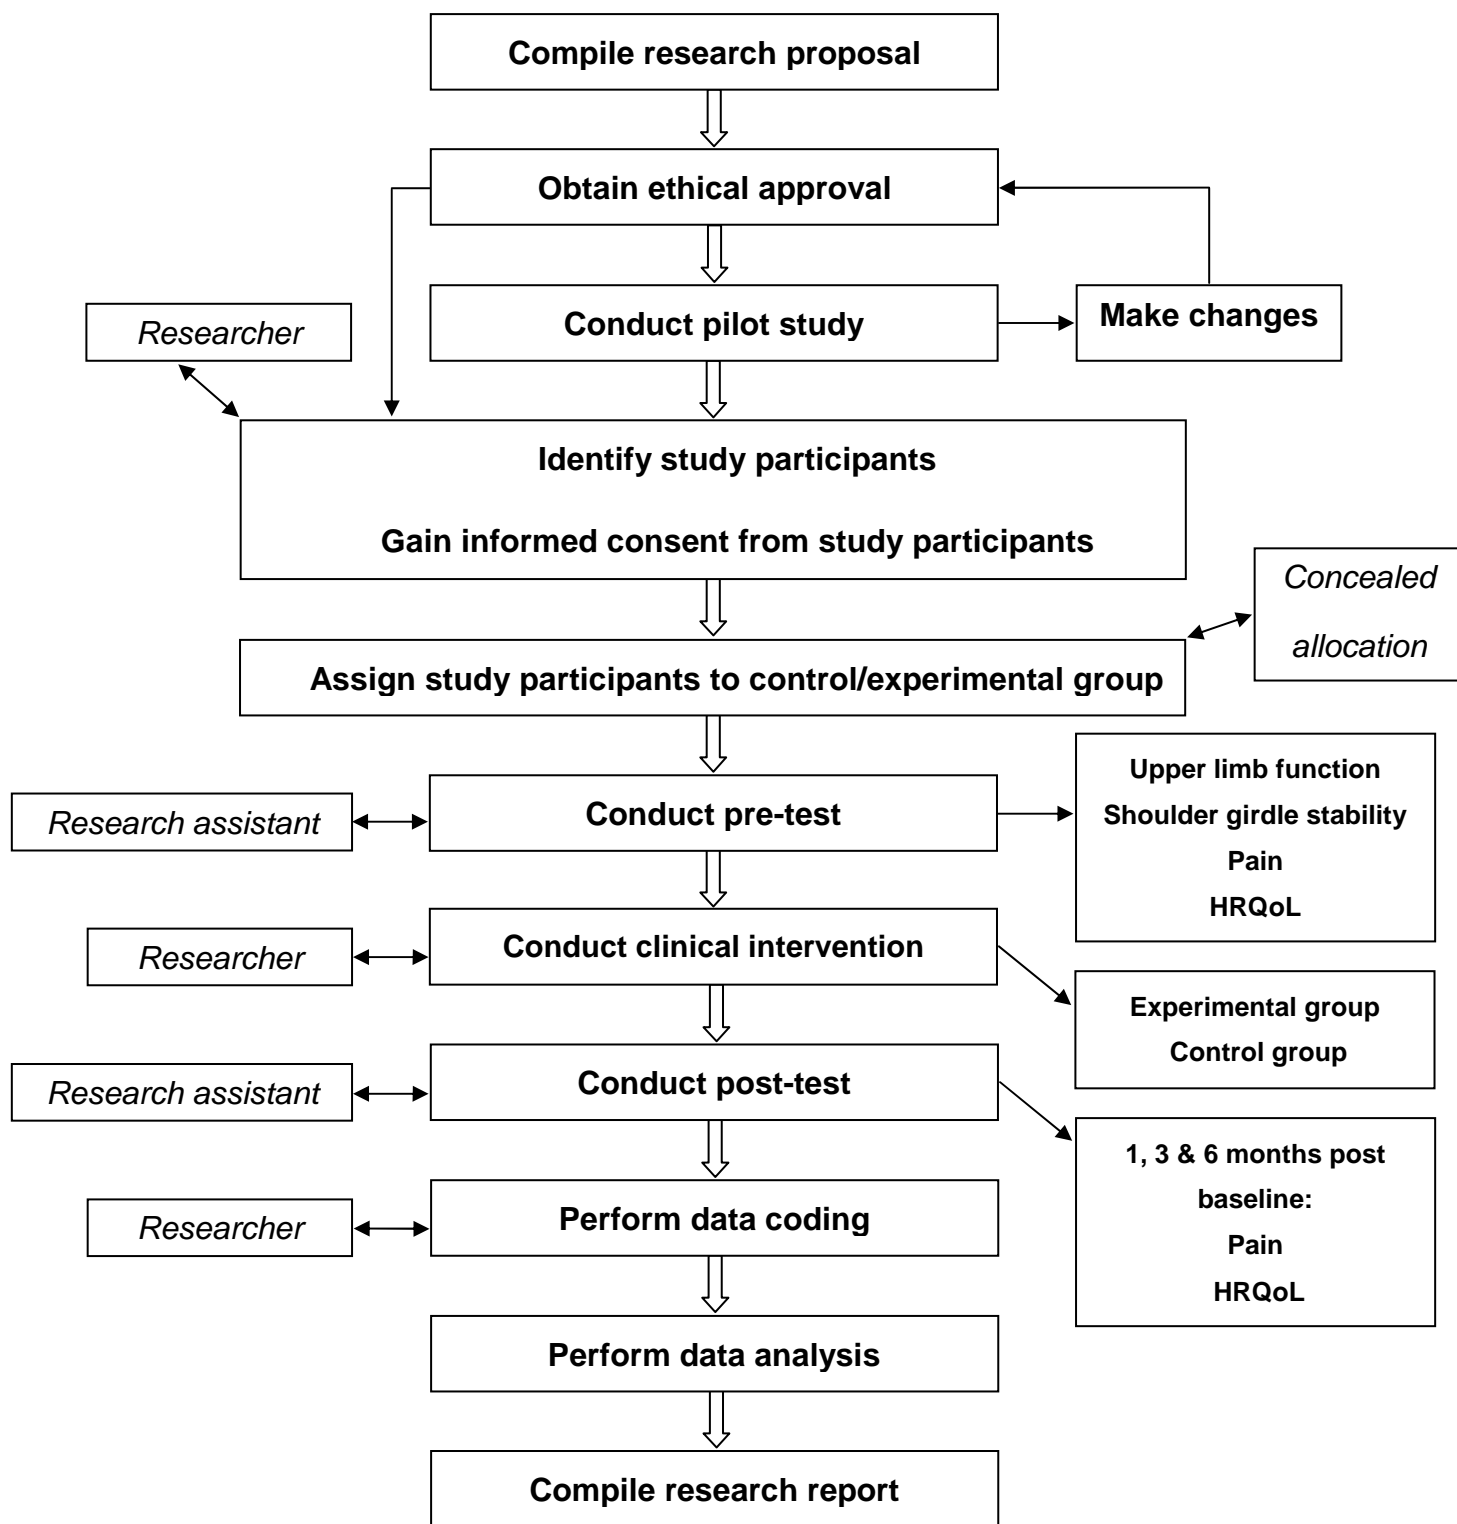 Compile research proposal
Obtain ethical approval
Conduct pilot study
Make changes
Researcher
Identify study participants
Gain informed consent from study participants
Concealed
allocation
Assign study participants to control/experimental group
Research assistant
Conduct pre-test
Upper limb function
Shoulder girdle stability
Pain
HRQoL
Researcher
Conduct clinical intervention
Experimental group
Control group
Research assistant
Conduct post-test
1, 3 & 6 months post
baseline:
Pain
HRQoL
Researcher
Perform data coding
Perform data analysis
Compile research report